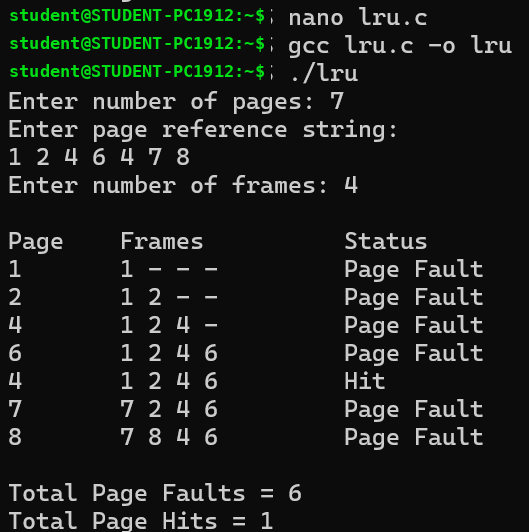 student@STUDENT-PC1912:~$ nano lru.c
student@STUDENT-PC1912:~$ gcc lru.c -o lru
student@STUDENT-PC1912:~$ ./lru
Enter number of pages: 7
Enter page reference string:
1 2 4 6 4 7 8
Enter number of frames: 4

Page    Frames          Status
1       1 - - -         Page Fault
2       1 2 - -         Page Fault
4       1 2 4 -         Page Fault
6       1 2 4 6         Page Fault
4       1 2 4 6         Hit
7       7 2 4 6         Page Fault
8       7 8 4 6         Page Fault

Total Page Faults = 6
Total Page Hits = 1